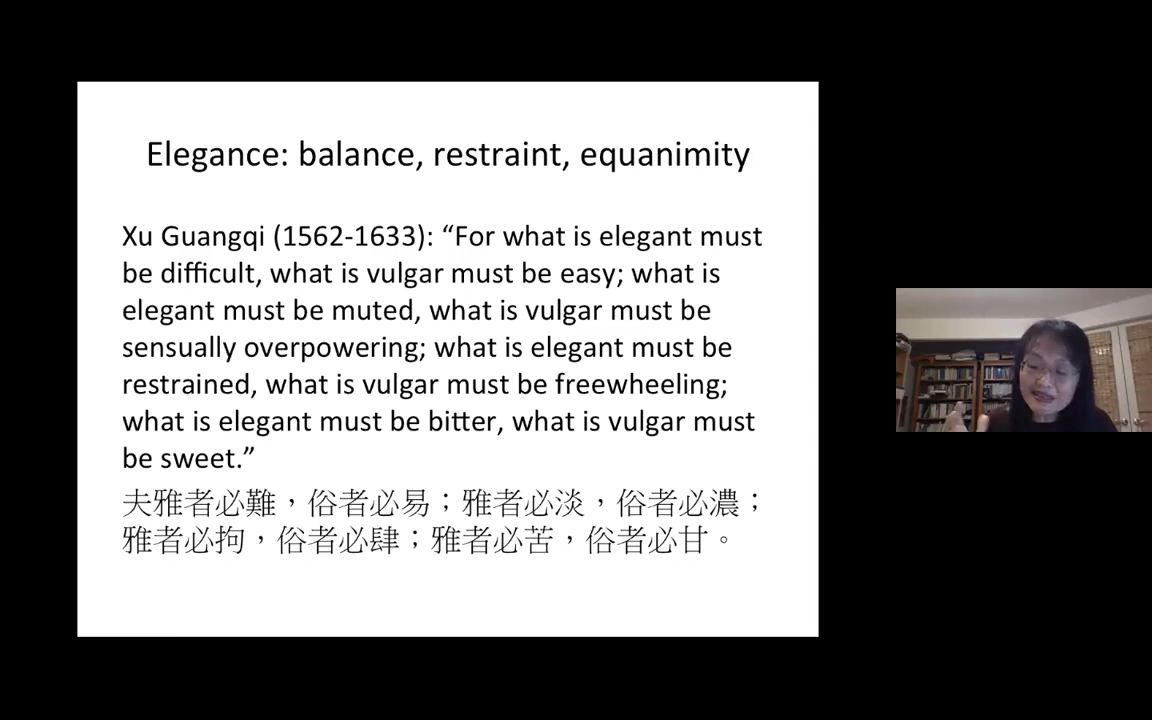 Elegance: balance, restraint, equanimity
Xu Guangqi (1562-1633): “For what is elegant must
be difficult, what is vulgar must be easy; what is
elegant must be muted, what is vulgar must be
sensually overpowering; what is elegant must be
restrained, what is vulgar must be freewheeling;
what is elegant must be bitter, what is vulgar must
be sweet.”
夫雅者必難，俗者必易；雅者必淡，俗者必濃；
雅者必拘，俗者必肆；雅者必苦，俗者必甘。